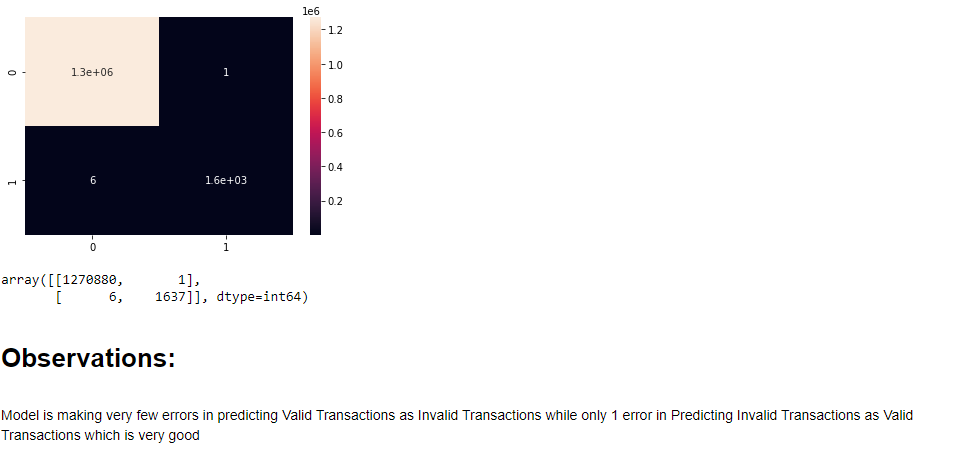 1e6
1.2
0
1.3e+06
1
1.0
0.8
0.6
0.4
1
6
1.6e+03
0.2
0
1
array([[1270880,       1],
       [      6,    1637]], dtype=int64)
Observations:
Model is making very few errors in predicting Valid Transactions as Invalid Transactions while only 1 error in Predicting Invalid Transactions as Valid
Transactions which is very good